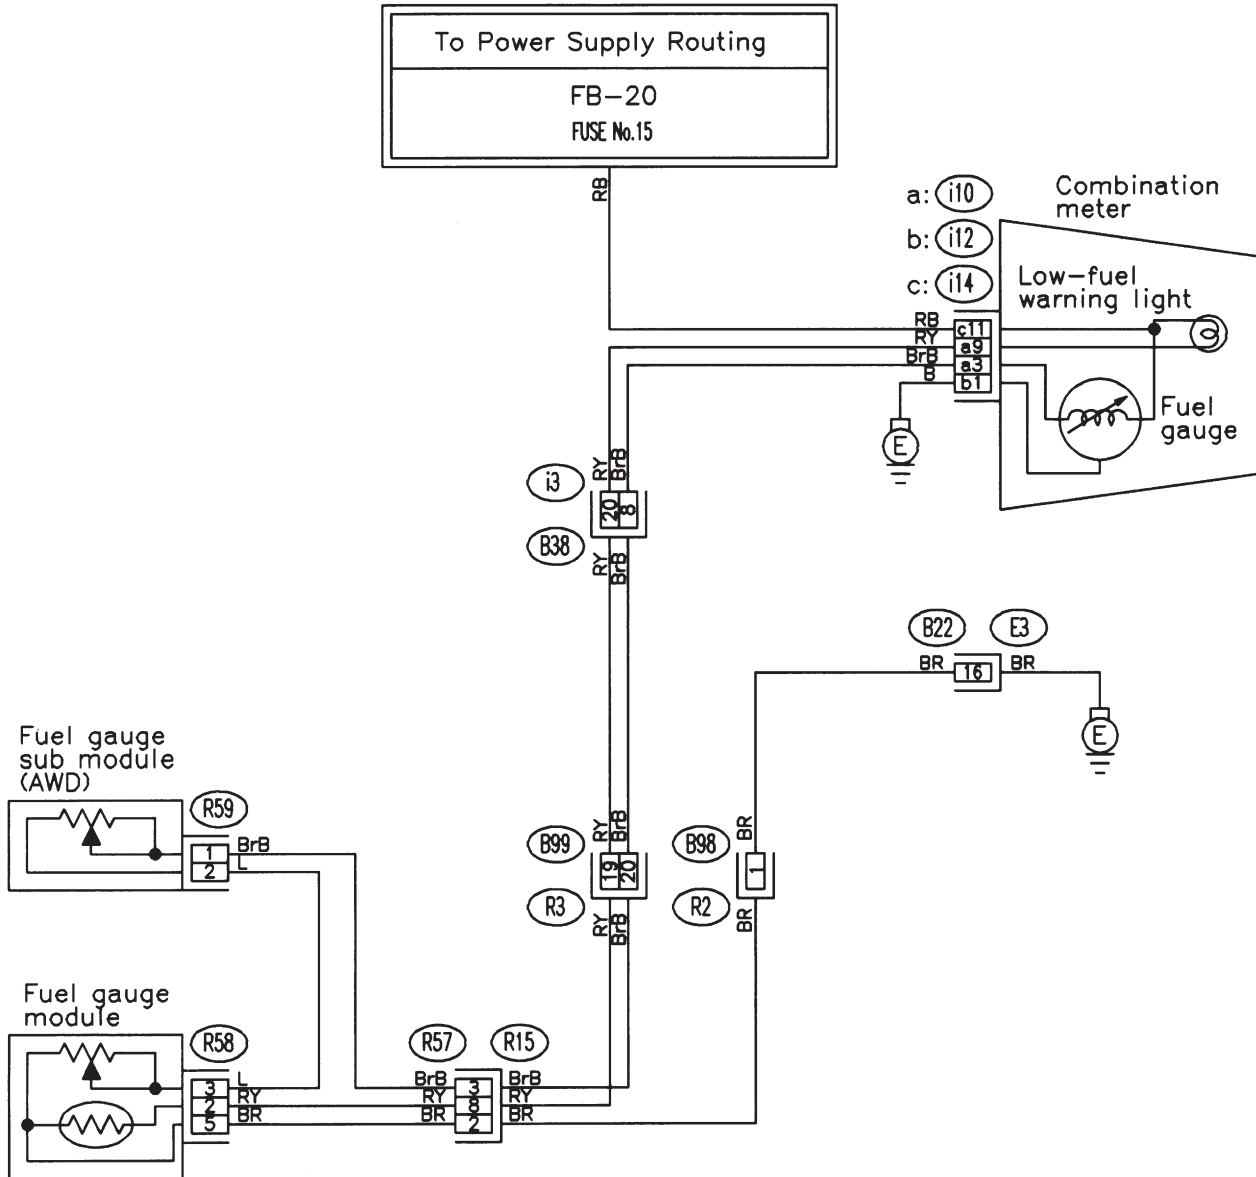 To Power Supply Routing
FB-20
FUSE No.15
RB
a: i10
b: i12
c: i14
Combination
meter
Low-fuel
warning light
RB
RY
BrB
B
c11
a9
a3
b1
E
Fuel
gauge
i3
RY
BrB
20
8
B38
RY
BrB
B22
E3
BR
16
BR
E
Fuel gauge
sub module
(AWD)
R59
1
2
BrB
L
B99
RY
BrB
19
20
R3
RY
BrB
B98
BR
1
R2
BR
Fuel gauge
module
R58
3
2
5
L
RY
BR
R57
R15
BrB
RY
BR
3
8
2
BrB
RY
BR